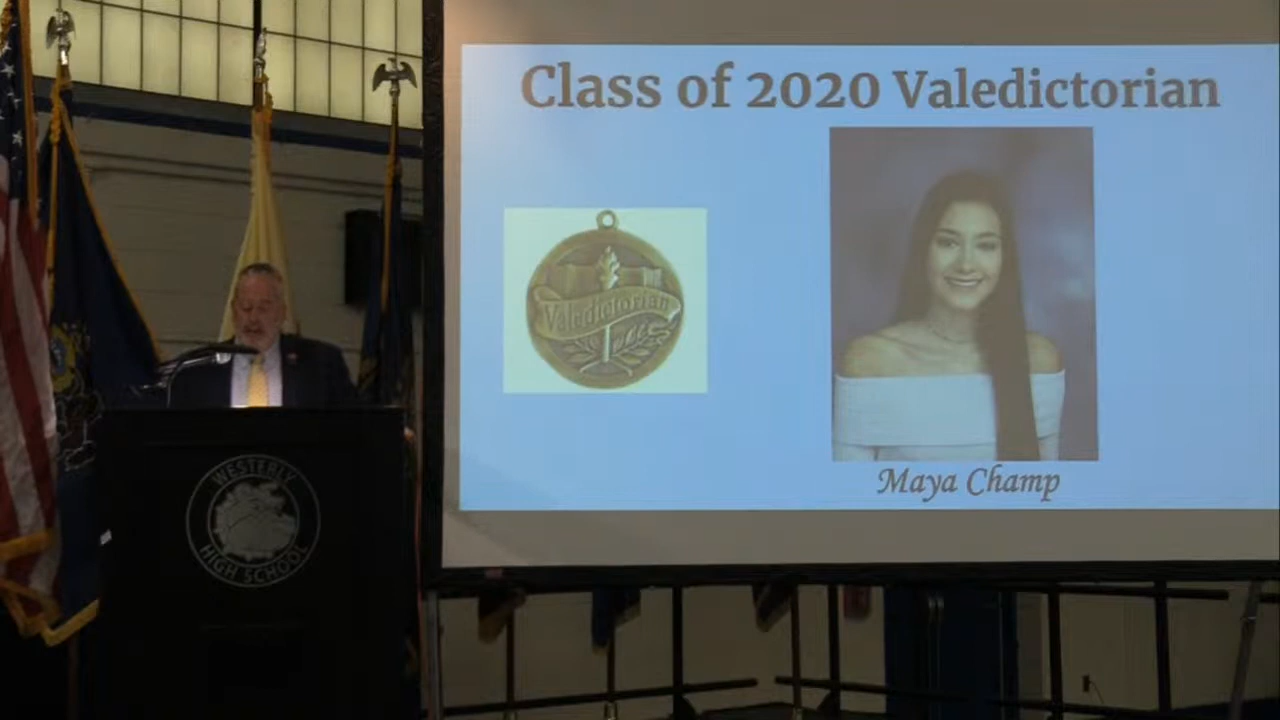 Class of 2020 Valedictorian
Valedictorian
Maya Champ
WESTERLY
HIGH SCHOOL